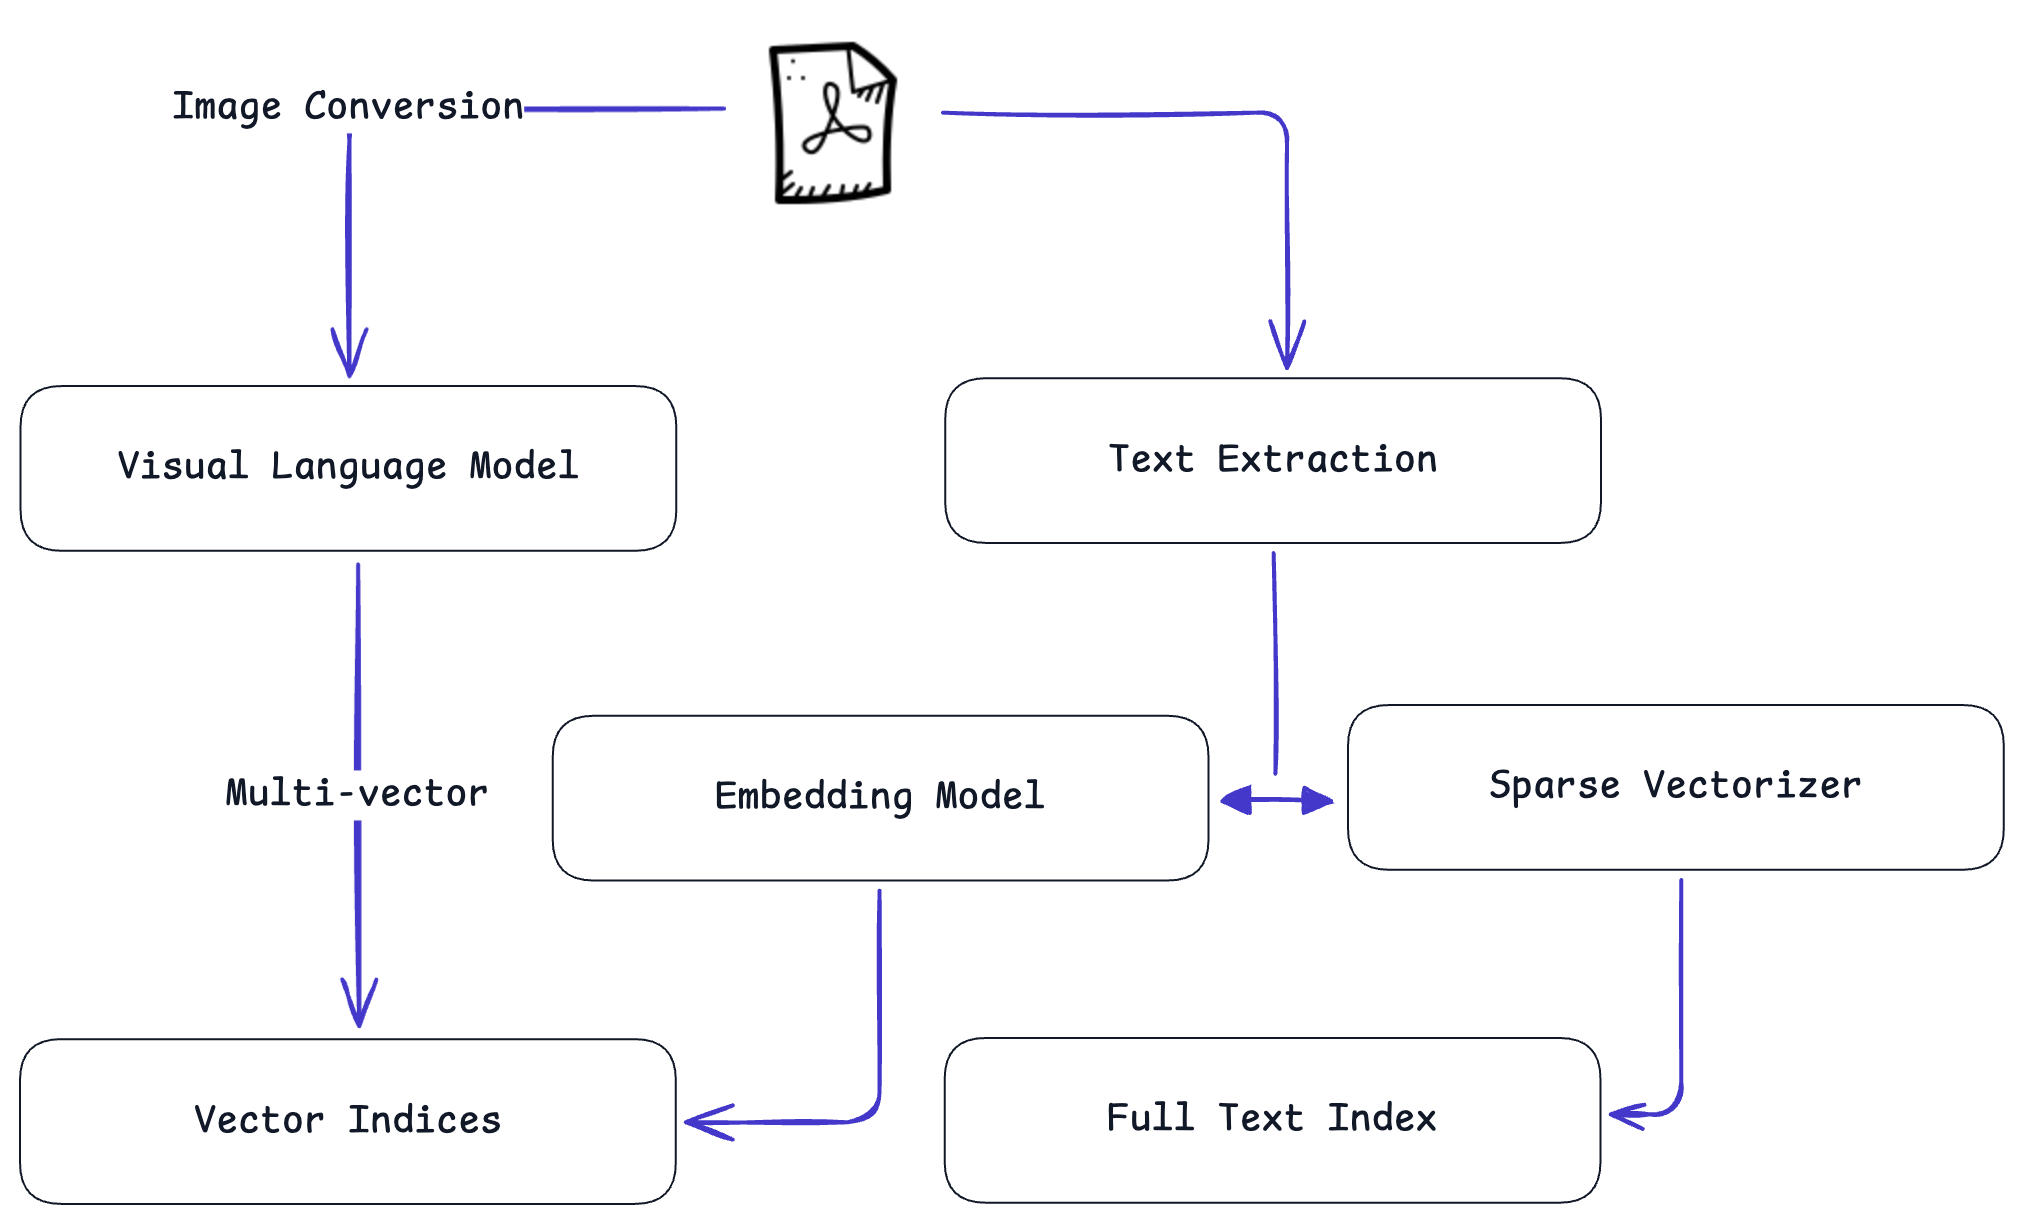 Image Conversion
Visual Language Model
Text Extraction
Multi-vector
Embedding Model
Sparse Vectorizer
Vector Indices
Full Text Index